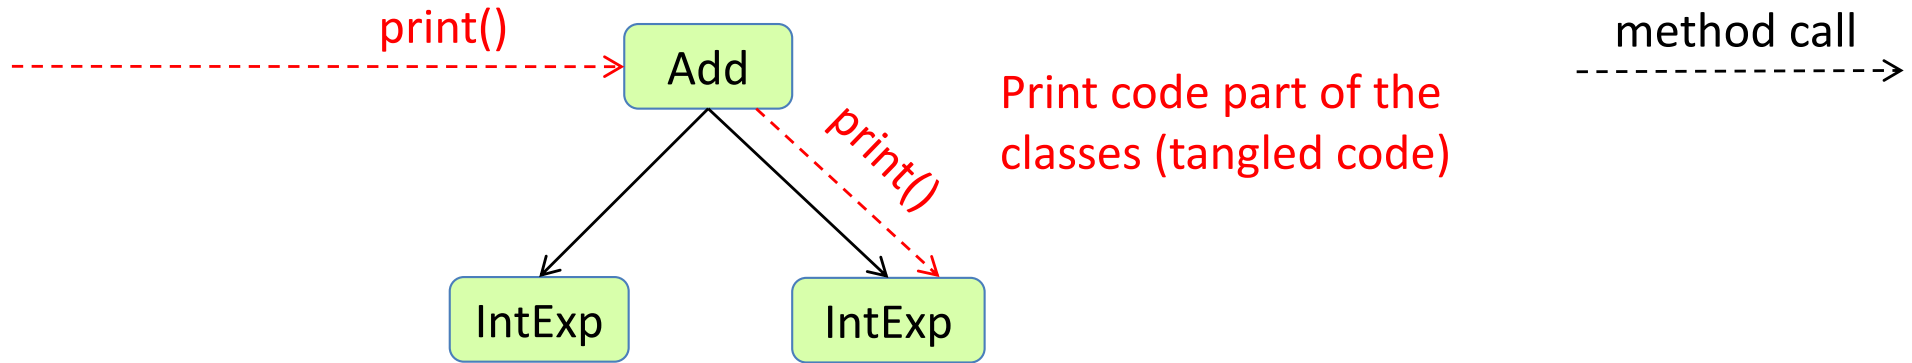 print()
Add
method call
Print code part of the
classes (tangled code)
print()
IntExp
IntExp